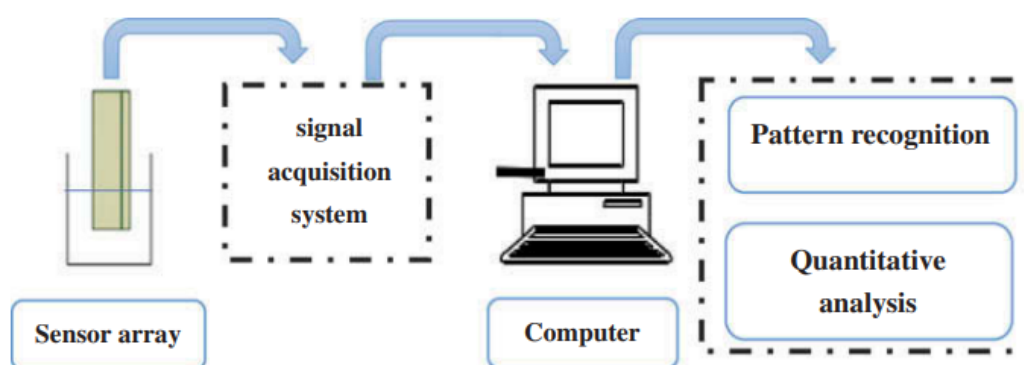 Sensor array
signal
acquisition
system
Computer
Pattern recognition
Quantitative
analysis